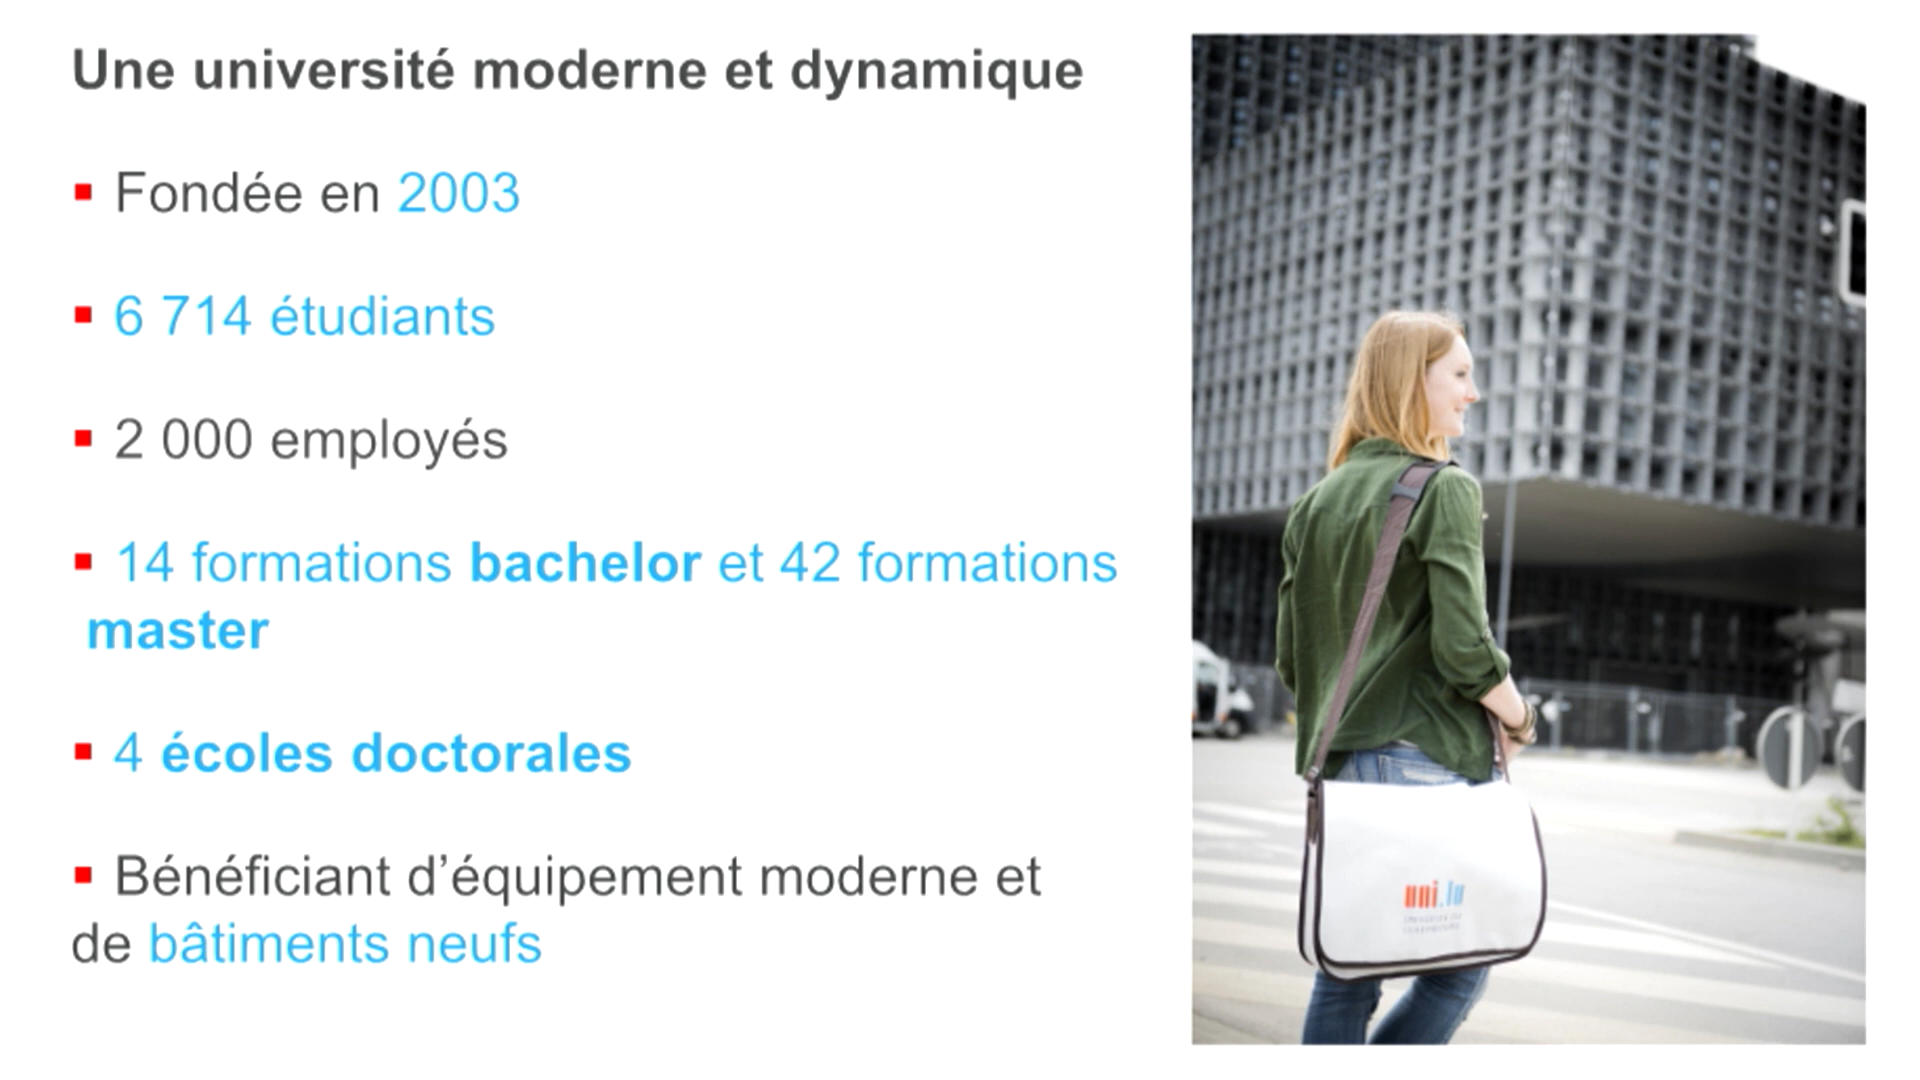 Une université moderne et dynamique
▪ Fondée en 2003
▪ 6 714 étudiants
▪ 2 000 employés
▪ 14 formations bachelor et 42 formations
master
▪ 4 écoles doctorales
▪ Bénéficiant d’équipement moderne et
de bâtiments neufs
uni.lu